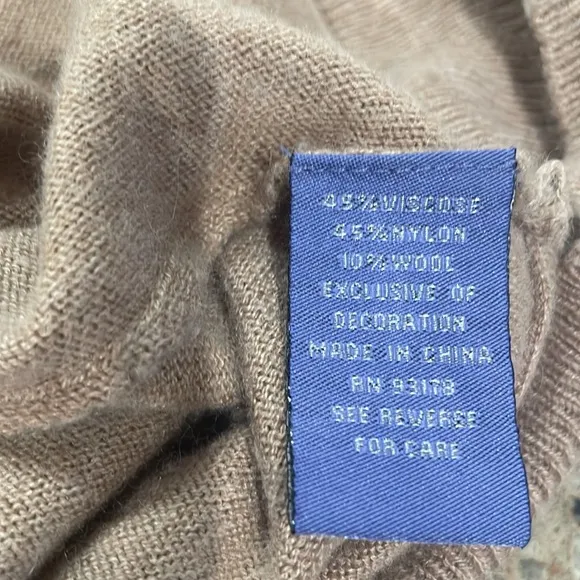 45% VISCOSE
45% NYLON
10% WOOL
EXCLUSIVE OF
DECORATION
MADE IN CHINA
RN 93178
SEE REVERSE
FOR CARE